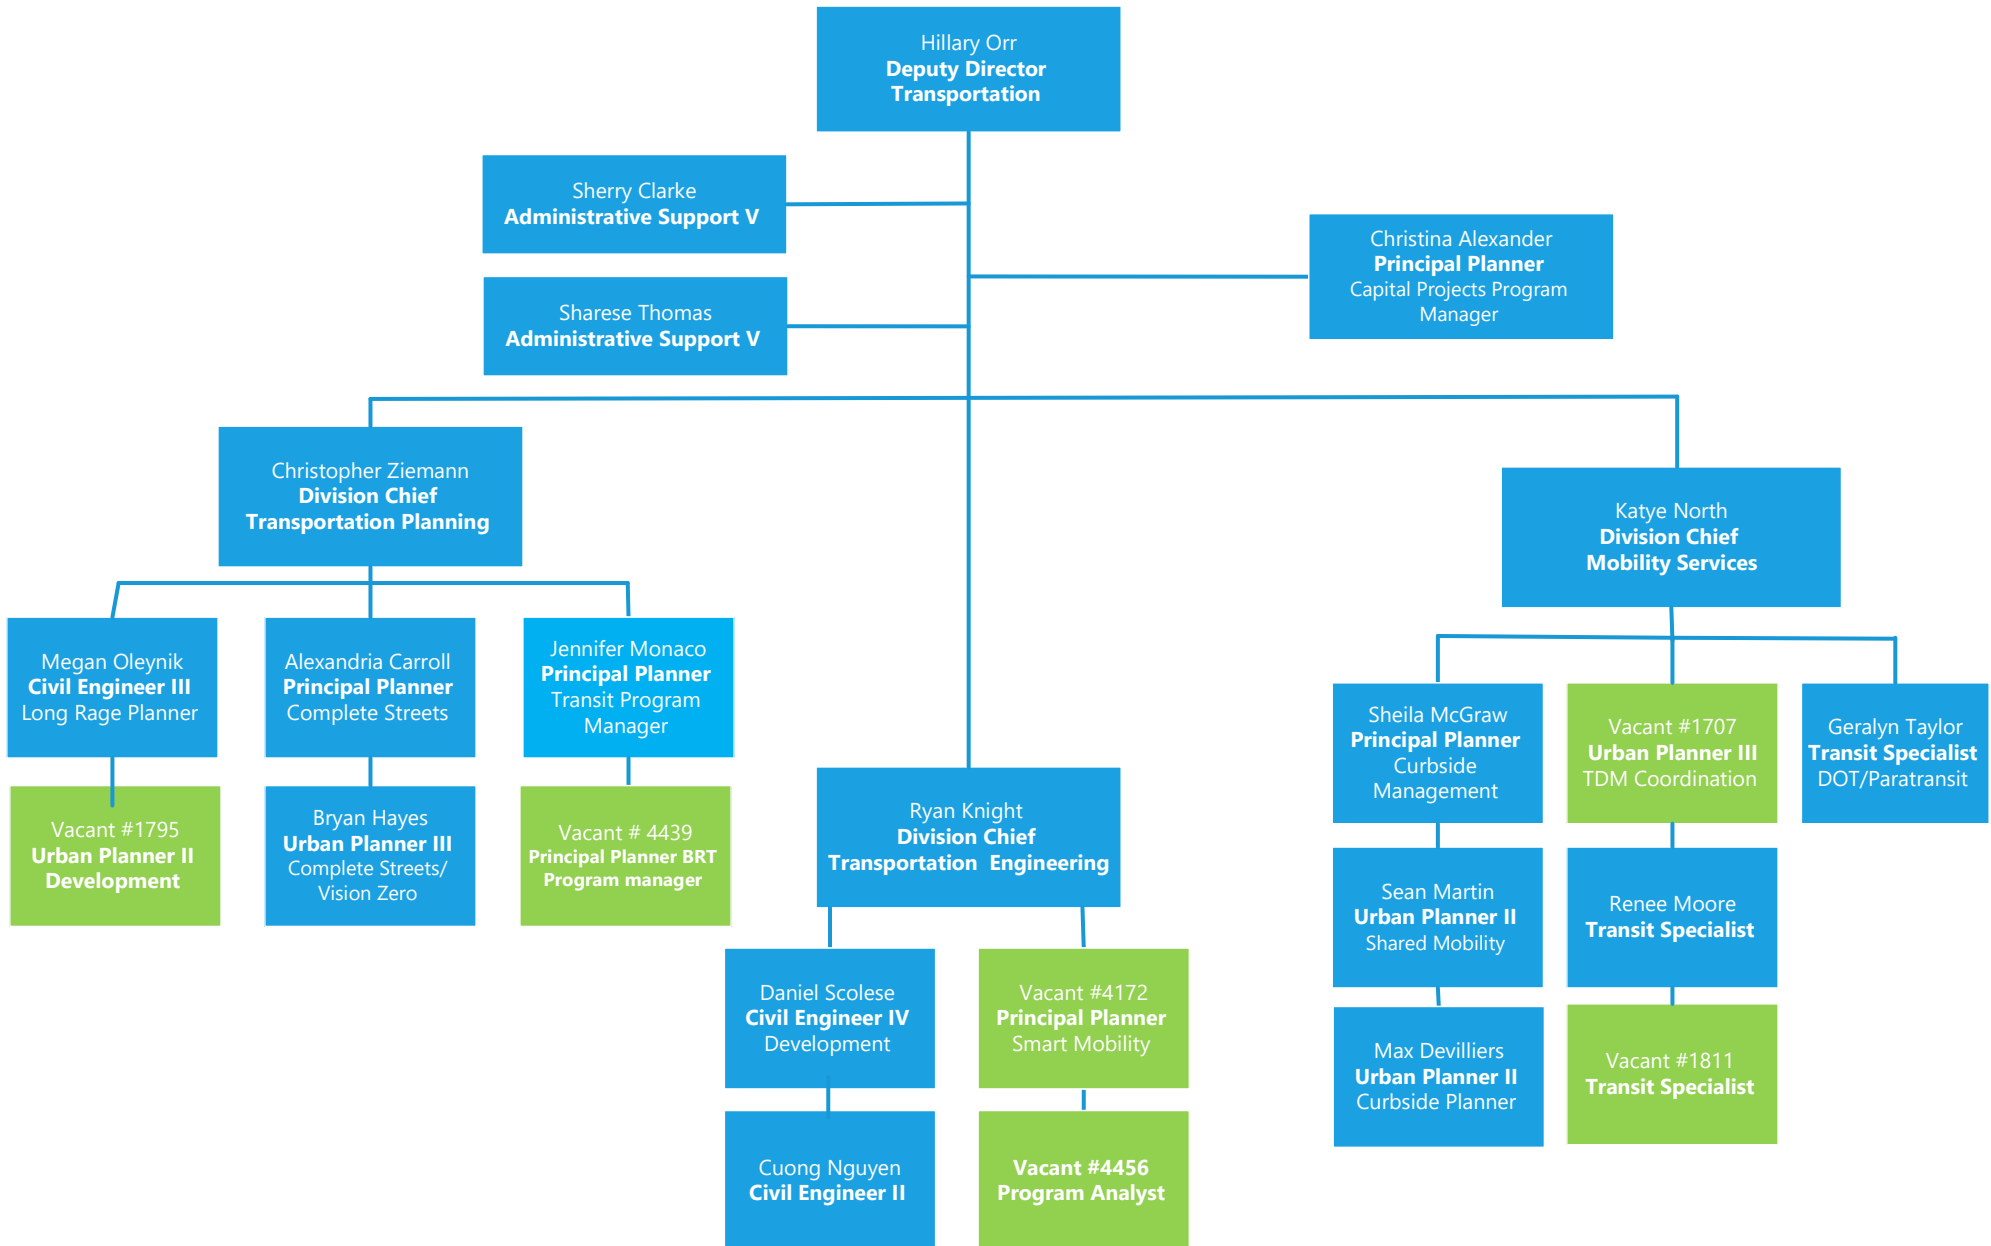 Hillary Orr
Deputy Director
Transportation
Sherry Clarke
Administrative Support V
Christina Alexander
Principal Planner
Capital Projects Program
Manager
Sharese Thomas
Administrative Support V
Christopher Ziemann
Division Chief
Transportation Planning
Katye North
Division Chief
Mobility Services
Megan Oleynik
Civil Engineer III
Long Rage Planner
Alexandria Carroll
Principal Planner
Complete Streets
Jennifer Monaco
Principal Planner
Transit Program
Manager
Vacant #1795
Urban Planner II
Development
Bryan Hayes
Urban Planner III
Complete Streets/
Vision Zero
Vacant # 4439
Principal Planner BRT
Program manager
Ryan Knight
Division Chief
Transportation Engineering
Daniel Scolese
Civil Engineer IV
Development
Vacant #4172
Principal Planner
Smart Mobility
Cuong Nguyen
Civil Engineer II
Vacant #4456
Program Analyst
Sheila McGraw
Principal Planner
Curbside
Management
Vacant #1707
Urban Planner III
TDM Coordination
Geralyn Taylor
Transit Specialist
DOT/Paratransit
Sean Martin
Urban Planner II
Shared Mobility
Renee Moore
Transit Specialist
Max Devilliers
Urban Planner II
Curbside Planner
Vacant #1811
Transit Specialist